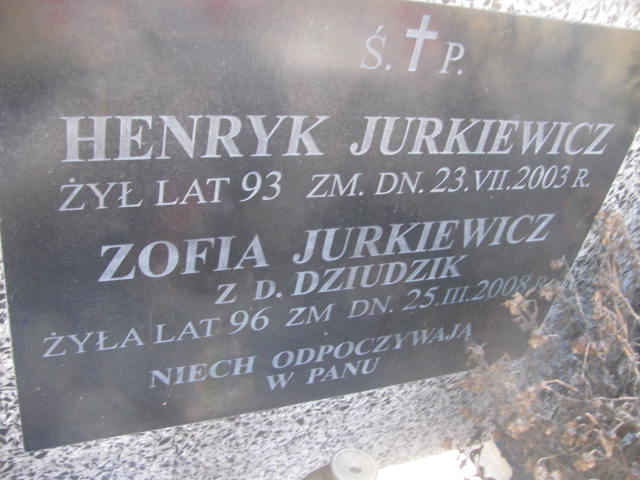 Ś. P.
HENRYK JURKIEWICZ
ŻYŁ LAT 93 ZM. DN. 23.VII.2003 R.
ZOFIA JURKIEWICZ
Z D. DZIUDZIK
ŻYŁA LAT 96 ZM DN. 25.III.2008 R.
NIECH ODPOCZYWAJĄ
W PANU